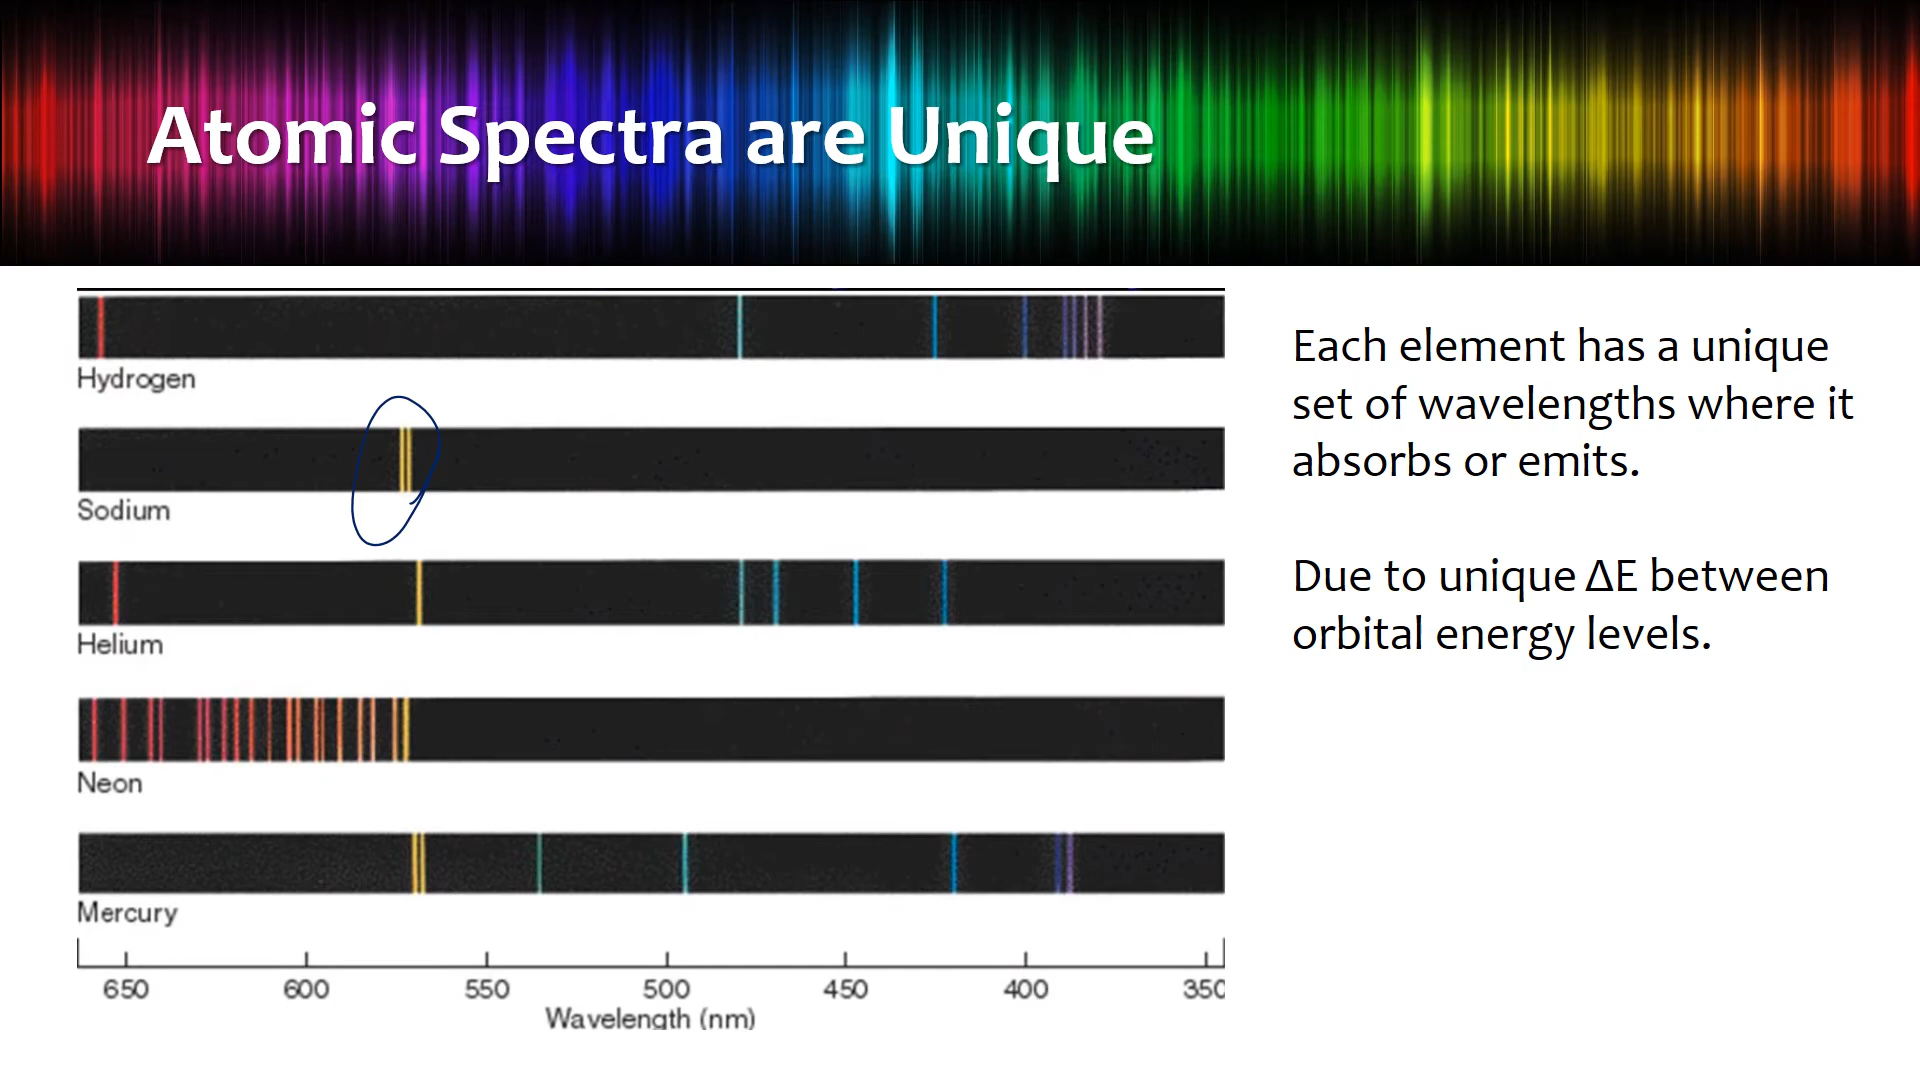 Atomic Spectra are Unique
Hydrogen
Sodium
Helium
Neon
Mercury
650 600 550 500 450 400 350
Wavelength (nm)
Each element has a unique
set of wavelengths where it
absorbs or emits.
Due to unique ΔE between
orbital energy levels.